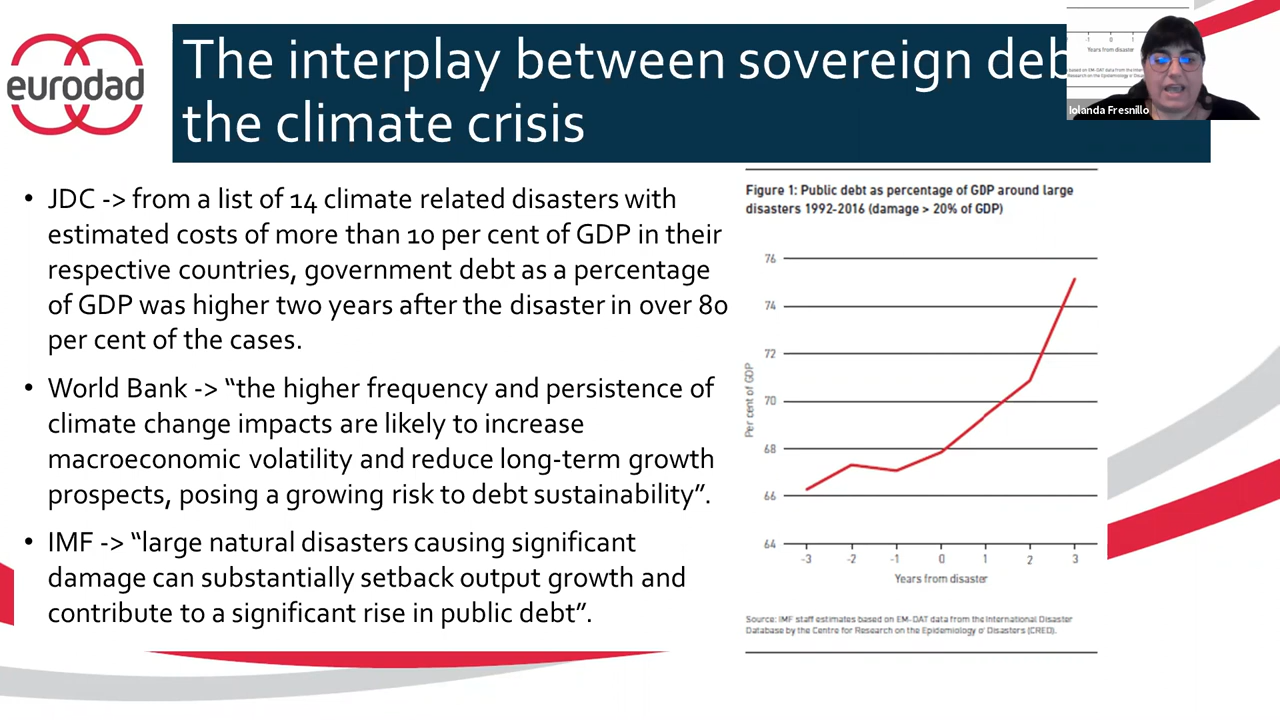 eurodad
The interplay between sovereign deb
the climate crisis
Years from disaster
Iolanda Fresnillo
• JDC -> from a list of 14 climate related disasters with
estimated costs of more than 10 per cent of GDP in their
respective countries, government debt as a percentage
of GDP was higher two years after the disaster in over 80
per cent of the cases.
• World Bank -> “the higher frequency and persistence of
climate change impacts are likely to increase
macroeconomic volatility and reduce long-term growth
prospects, posing a growing risk to debt sustainability”.
• IMF -> “large natural disasters causing significant
damage can substantially setback output growth and
contribute to a significant rise in public debt”.
Figure 1: Public debt as percentage of GDP around large
disasters 1992-2016 (damage > 20% of GDP)
Per cent of GDP
76
74
72
70
68
66
64
-3 -2 -1 0 1 2 3
Years from disaster
Source: IMF staff estimates based on EM-DAT data from the International Disaster
Database by the Centre for Research on the Epidemiology o' Disasters (CRED).